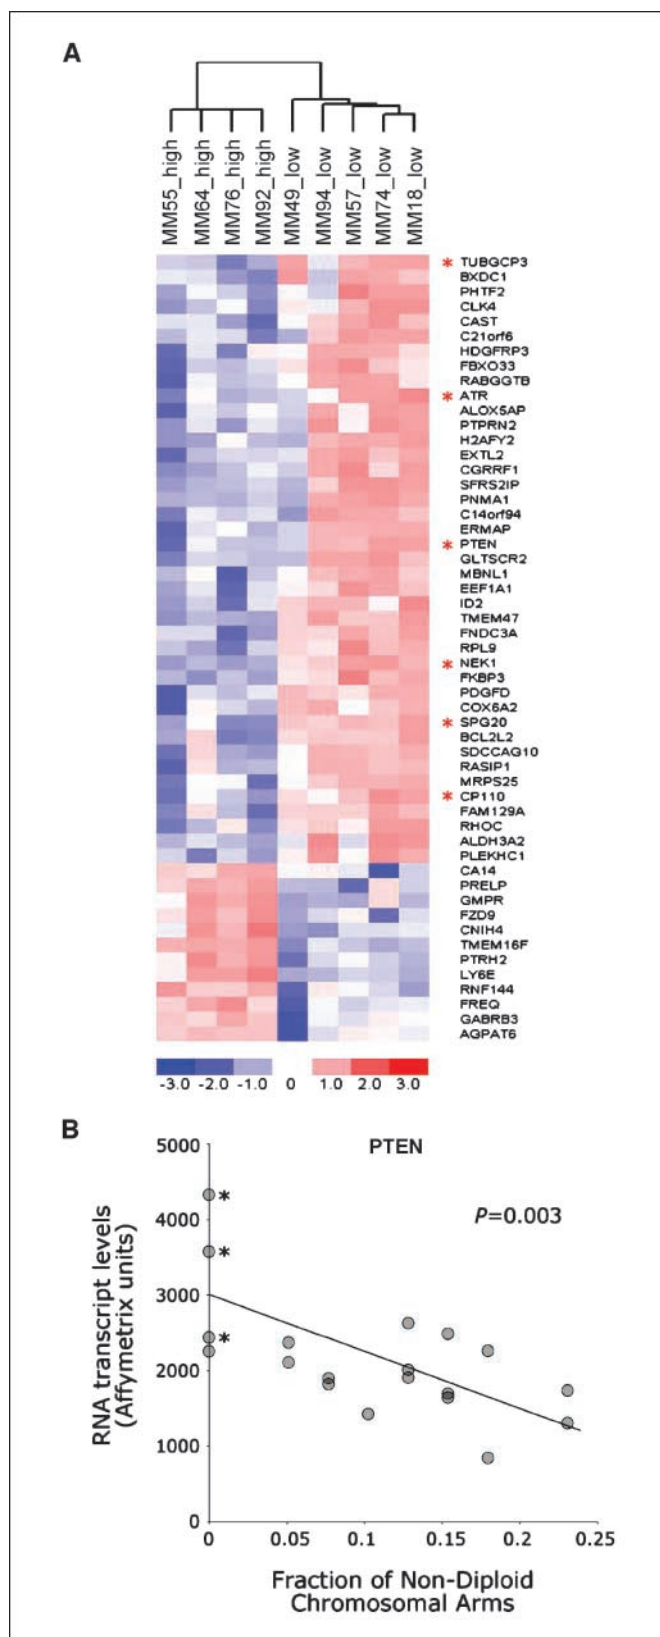 A
MM55_high
MM64_high
MM76_high
MM92_high
MM49_low
MM94_low
MM57_low
MM74_low
MM18_low
* TUBGCP3
BXDC1
PHTF2
CLK4
CAST
C21orf6
HDGFRP3
FBXO33
RABGGTB
* ATR
ALOX5AP
PTPRN2
H2AFY2
EXTL2
CGRRF1
SFRS2IP
PNMA1
C14orf94
ERMAP
* PTEN
GLTSCR2
MBNL1
EEF1A1
ID2
TMEM47
FNDC3A
RPL9
* NEK1
FKBP3
PDGFD
COX6A2
* SPG20
BCL2L2
SDCCAG10
RASIP1
MRPS25
* CP110
FAM129A
RHOC
ALDH3A2
PLEKHC1
CA14
PRELP
GMPR
FZD9
CNIH4
TMEM16F
PTRH2
LY6E
RNF144
FREQ
GABRB3
AGPAT6
-3.0 -2.0 -1.0 0 1.0 2.0 3.0
B
PTEN
P=0.003
RNA transcript levels
(Affymetrix units)
5000
4000
3000
2000
1000
0
*
*
*
0 0.05 0.1 0.15 0.2 0.25
Fraction of Non-Diploid
Chromosomal Arms